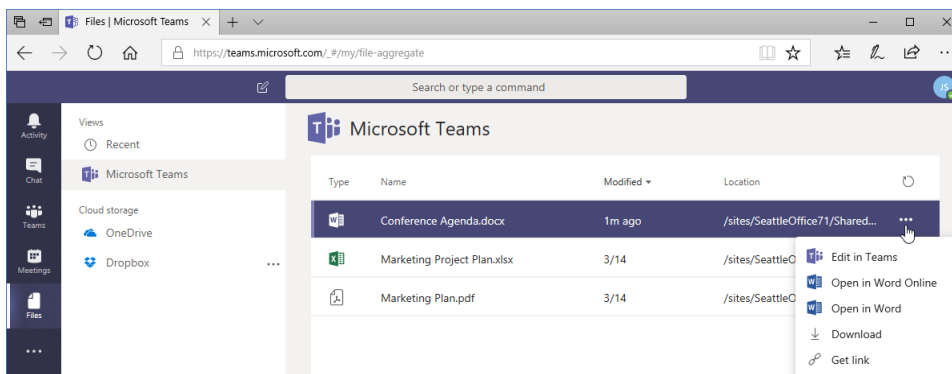 Files | Microsoft Teams
https://teams.microsoft.com/_#/my/file-aggregate
Search or type a command
JS
Activity
Chat
Teams
Meetings
Files
Views
Recent
Microsoft Teams
Cloud storage
OneDrive
Dropbox
Microsoft Teams
Type Name Modified Location
Conference Agenda.docx 1m ago /sites/SeattleOffice71/Shared...
Marketing Project Plan.xlsx 3/14 /sites/SeattleO
Marketing Plan.pdf 3/14 /sites/SeattleO
Edit in Teams
Open in Word Online
Open in Word
Download
Get link